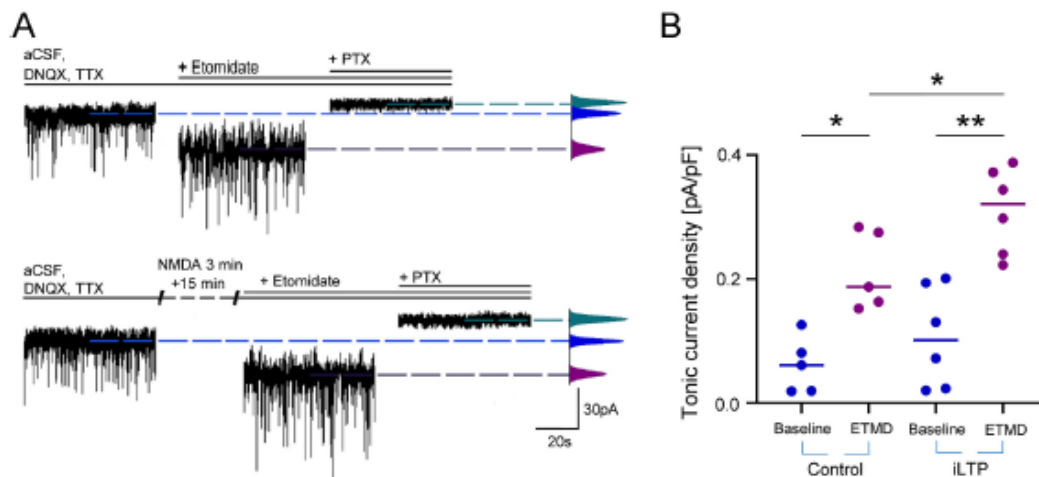 A
aCSF,
DNQX, TTX
+ Etomidate
+ PTX
aCSF,
DNQX, TTX
NMDA 3 min
+15 min
+ Etomidate
+ PTX
30pA
20s
B
*
*
**
Tonic current density [pA/pF]
0.4
0.2
0.0
Baseline ETMD Baseline ETMD
Control iLTP